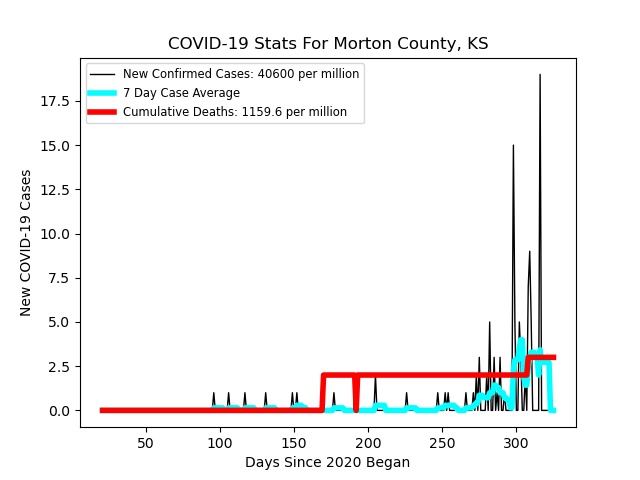 COVID-19 Stats For Morton County, KS
New Confirmed Cases: 40600 per million
7 Day Case Average
Cumulative Deaths: 1159.6 per million
New COVID-19 Cases
17.5
15.0
12.5
10.0
7.5
5.0
2.5
0.0
50 100 150 200 250 300
Days Since 2020 Began